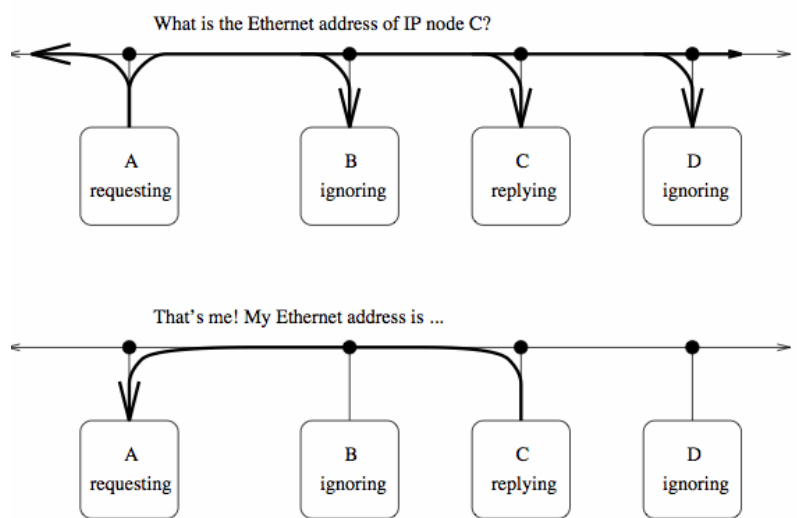 What is the Ethernet address of IP node C?
A B C D
requesting ignoring replying ignoring
That's me! My Ethernet address is ...
A B C D
requesting ignoring replying ignoring